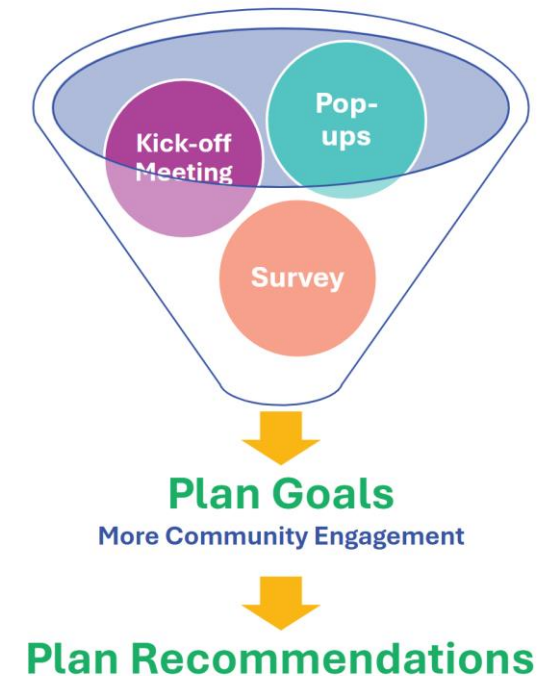 Kick-off
Meeting
Pop-
ups
Survey
Plan Goals
More Community Engagement
Plan Recommendations